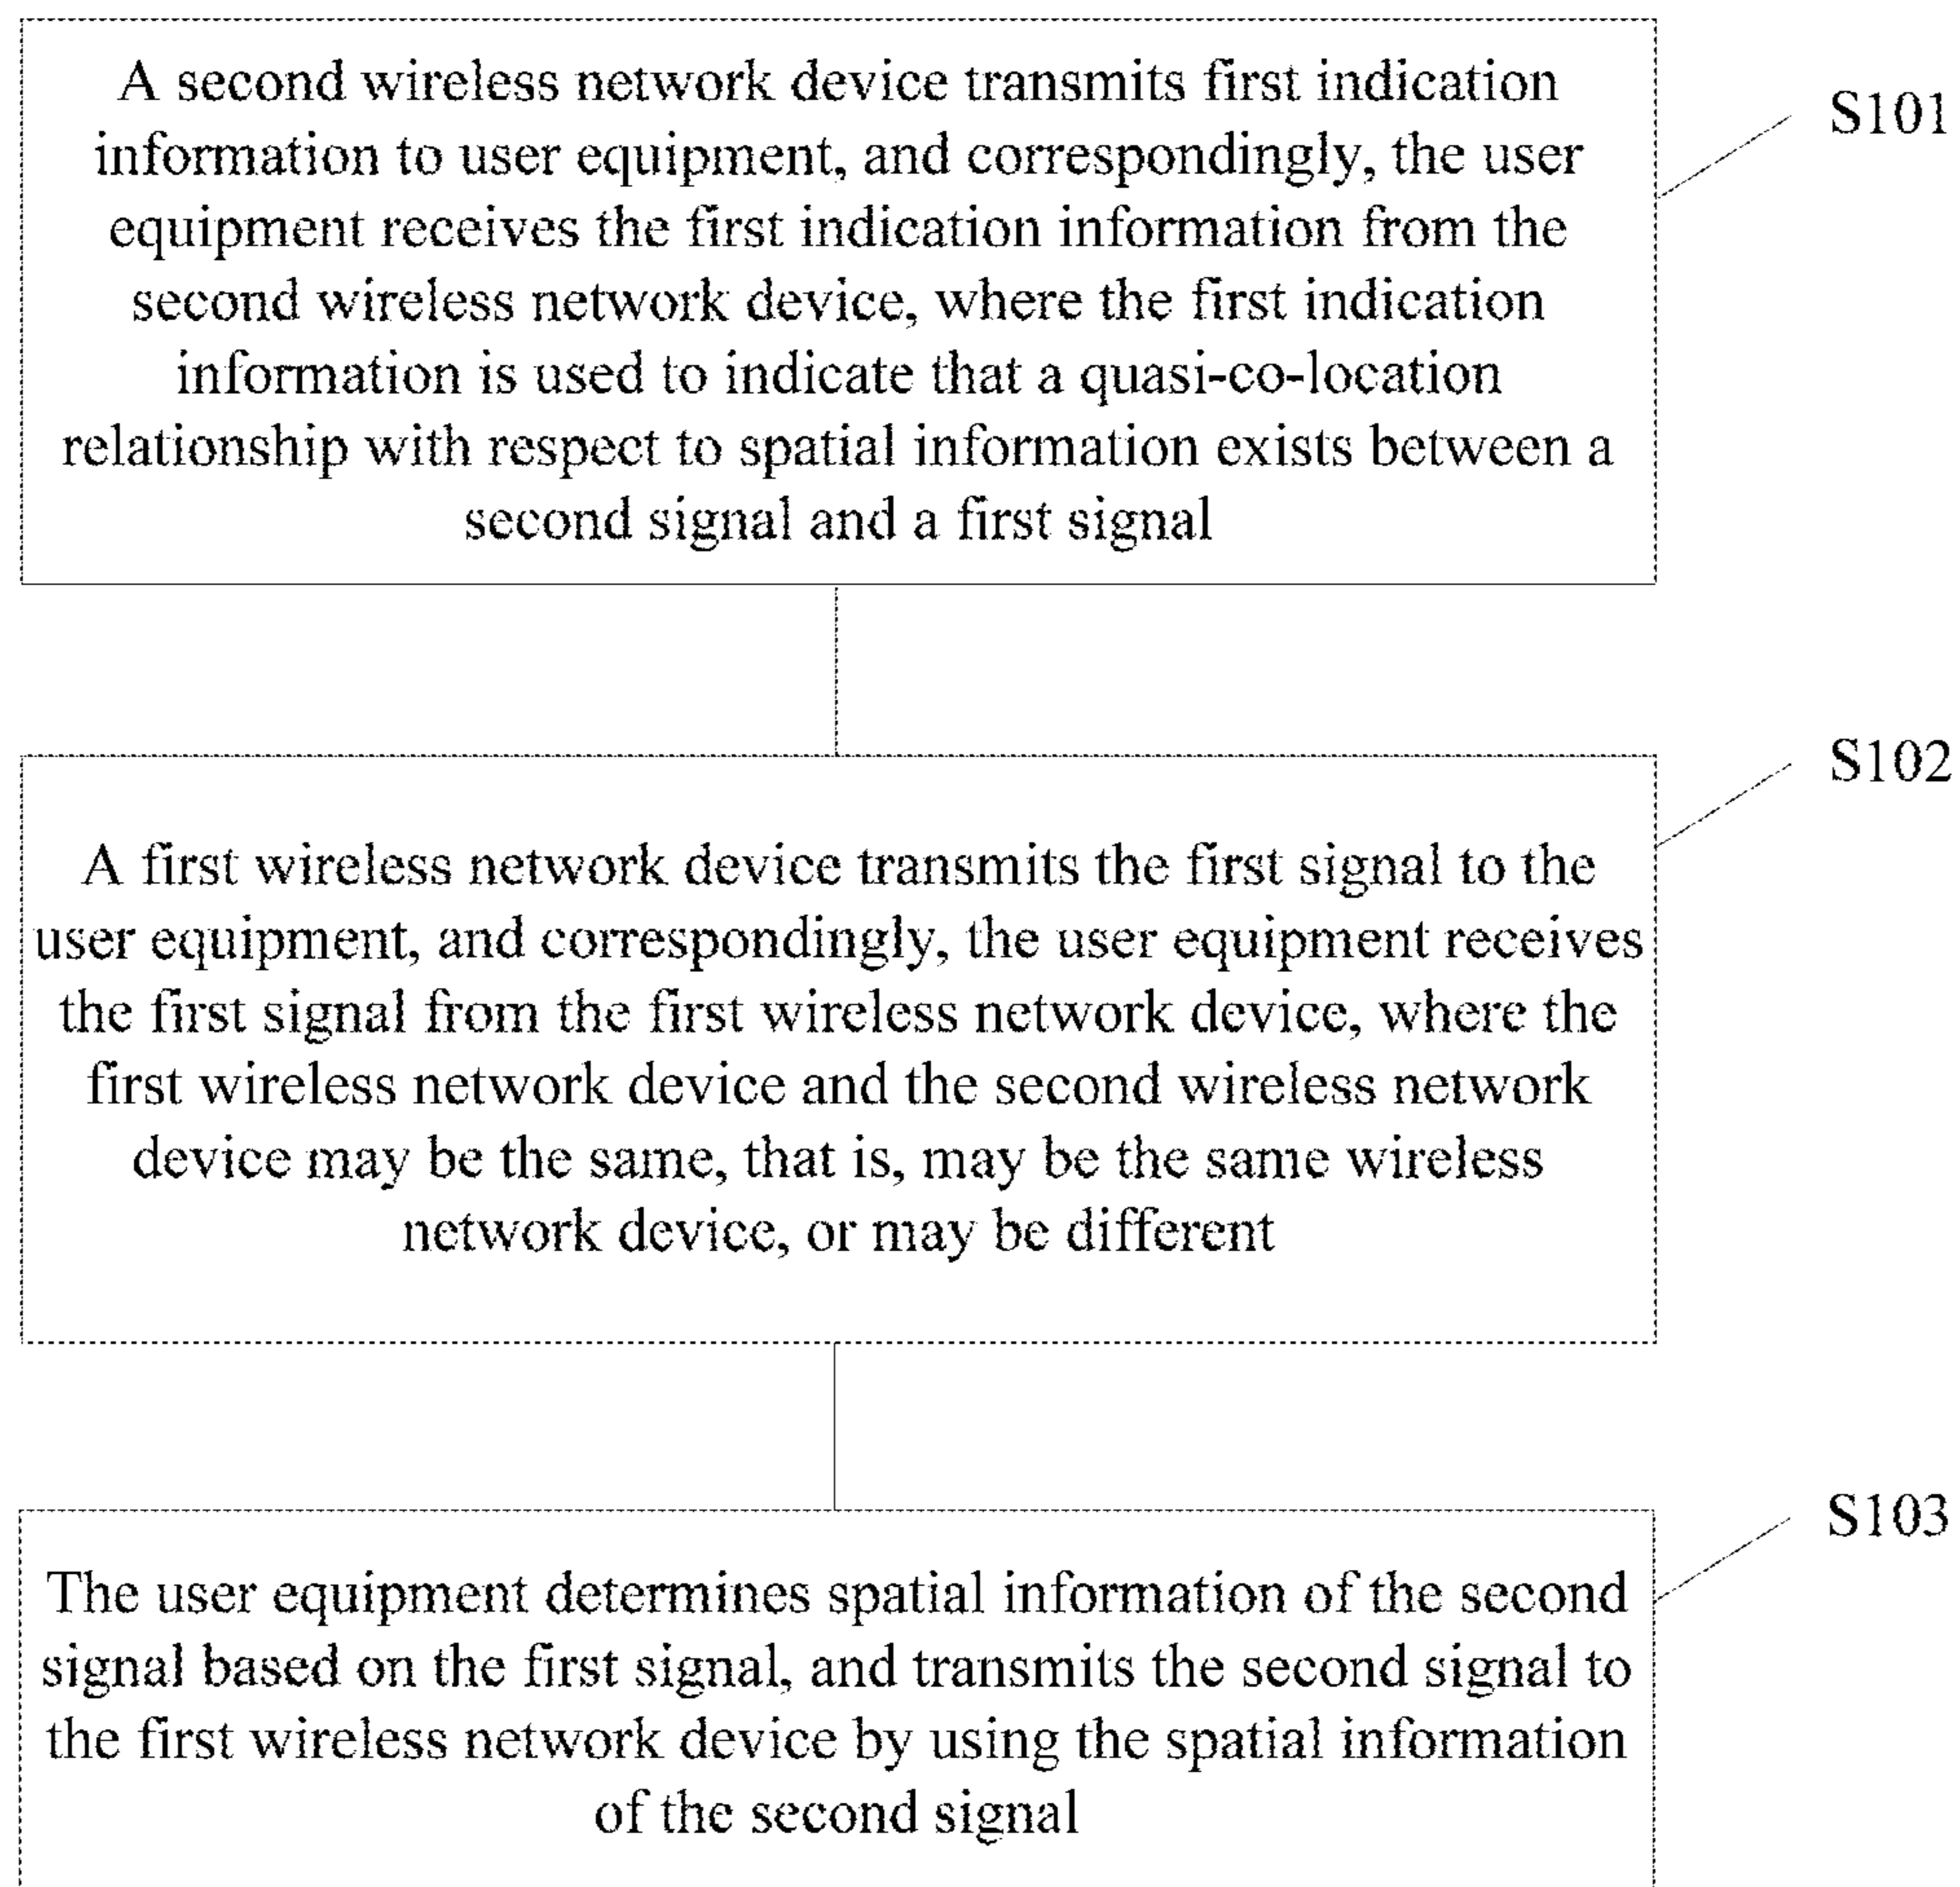 A second wireless network device transmits first indication
information to user equipment, and correspondingly, the user
equipment receives the first indication information from the
second wireless network device, where the first indication
information is used to indicate that a quasi-co-location
relationship with respect to spatial information exists between a
second signal and a first signal
S101
A first wireless network device transmits the first signal to the
user equipment, and correspondingly, the user equipment receives
the first signal from the first wireless network device, where the
first wireless network device and the second wireless network
device may be the same, that is, may be the same wireless
network device, or may be different
S102
The user equipment determines spatial information of the second
signal based on the first signal, and transmits the second signal to
the first wireless network device by using the spatial information
of the second signal
S103